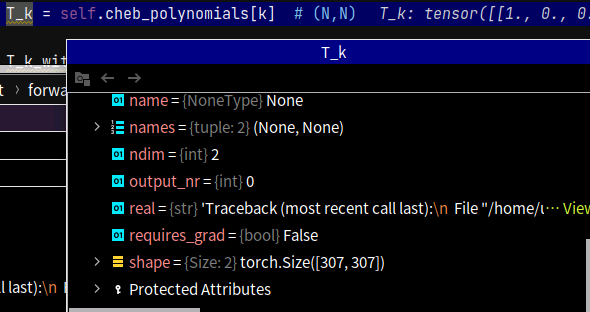 T_k = self.cheb_polynomials[k]  # (N,N)   T_k: tensor([[1., 0., 0.
T_k_wit
T_k
t > forwa
name = {NoneType} None
names = {tuple: 2} (None, None)
ndim = {int} 2
output_nr = {int} 0
real = {str} 'Traceback (most recent call last):\n File "/home/u ... View
requires_grad = {bool} False
shape = {Size: 2} torch.Size([307, 307])
last):\n
Protected Attributes